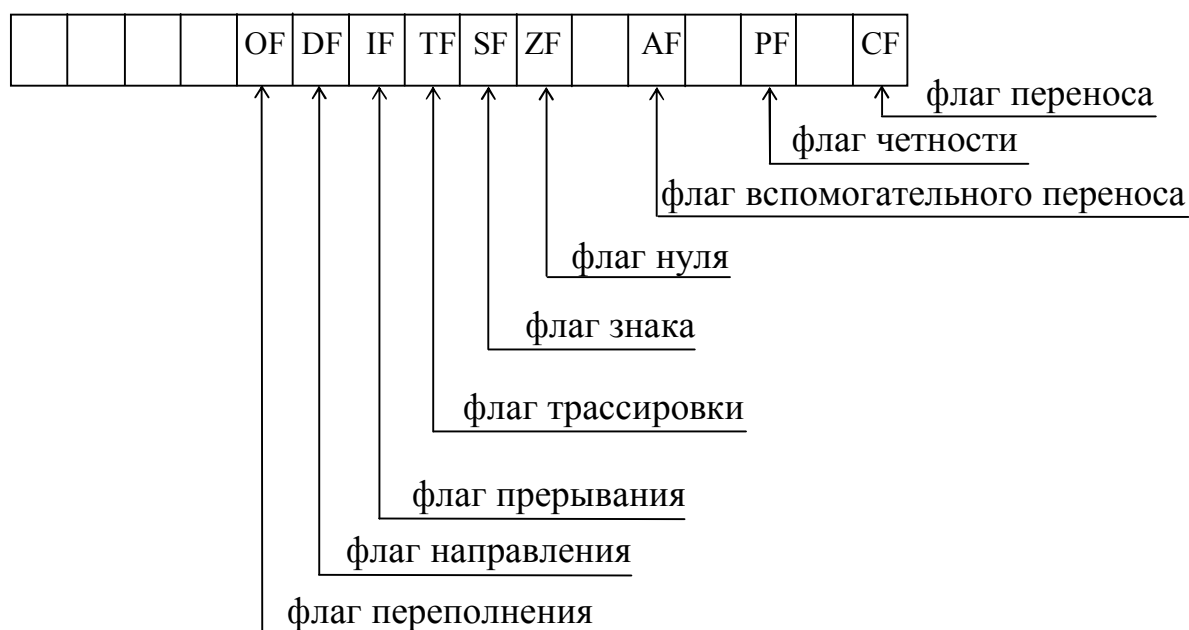 OF DF IF TF SF ZF AF PF CF
флаг переноса
флаг четности
флаг вспомогательного переноса
флаг нуля
флаг знака
флаг трассировки
флаг прерывания
флаг направления
флаг переполнения